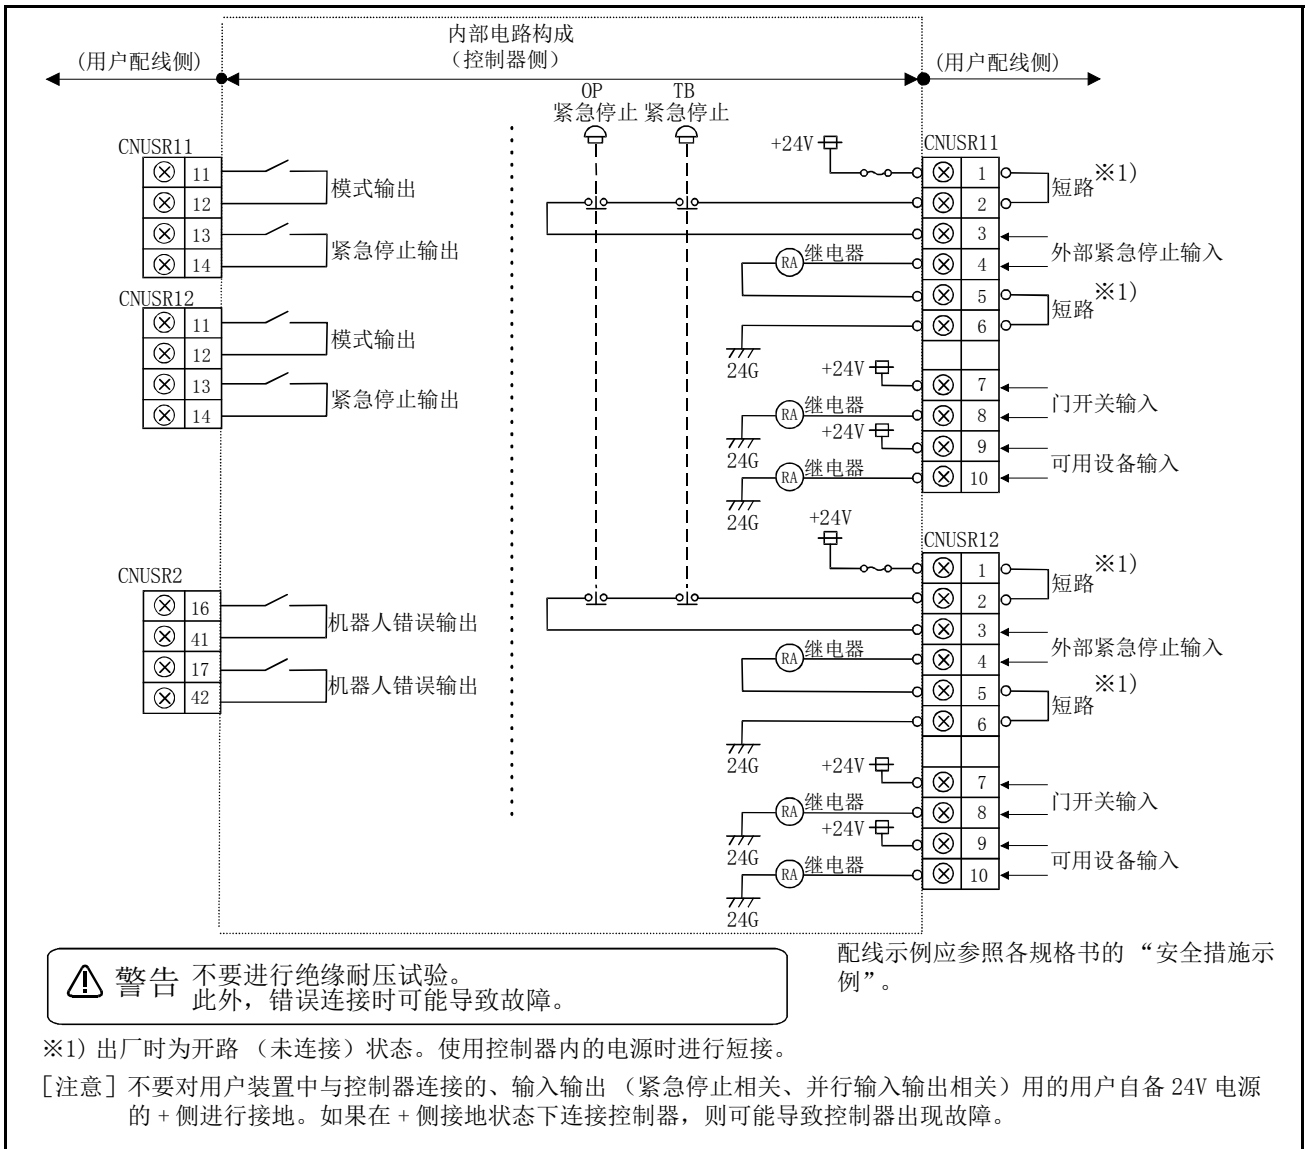 内部电路构成
（控制器侧）
(用户配线侧)
(用户配线侧)
OP
紧急停止
TB
紧急停止
CNUSR11
11
12
13
14
模式输出
紧急停止输出
CNUSR12
11
12
13
14
模式输出
紧急停止输出
CNUSR2
16
41
17
42
机器人错误输出
机器人错误输出
+24V
CNUSR11
1
2
3
4
5
6
7
8
9
10
短路※1)
外部紧急停止输入
RA
继电器
短路※1)
24G
+24V
门开关输入
RA
继电器
24G
+24V
可用设备输入
RA
继电器
24G
+24V
CNUSR12
1
2
3
4
5
6
7
8
9
10
短路※1)
外部紧急停止输入
RA
继电器
短路※1)
24G
+24V
门开关输入
RA
继电器
24G
+24V
可用设备输入
RA
继电器
24G
警告 不要进行绝缘耐压试验。
此外，错误连接时可能导致故障。
配线示例应参照各规格书的 “安全措施示
例”。
※1) 出厂时为开路 （未连接）状态。使用控制器内的电源时进行短接。
［注意］不要对用户装置中与控制器连接的、输入输出 （紧急停止相关、并行输入输出相关）用的用户自备 24V 电源
的 + 侧进行接地。如果在 + 侧接地状态下连接控制器，则可能导致控制器出现故障。